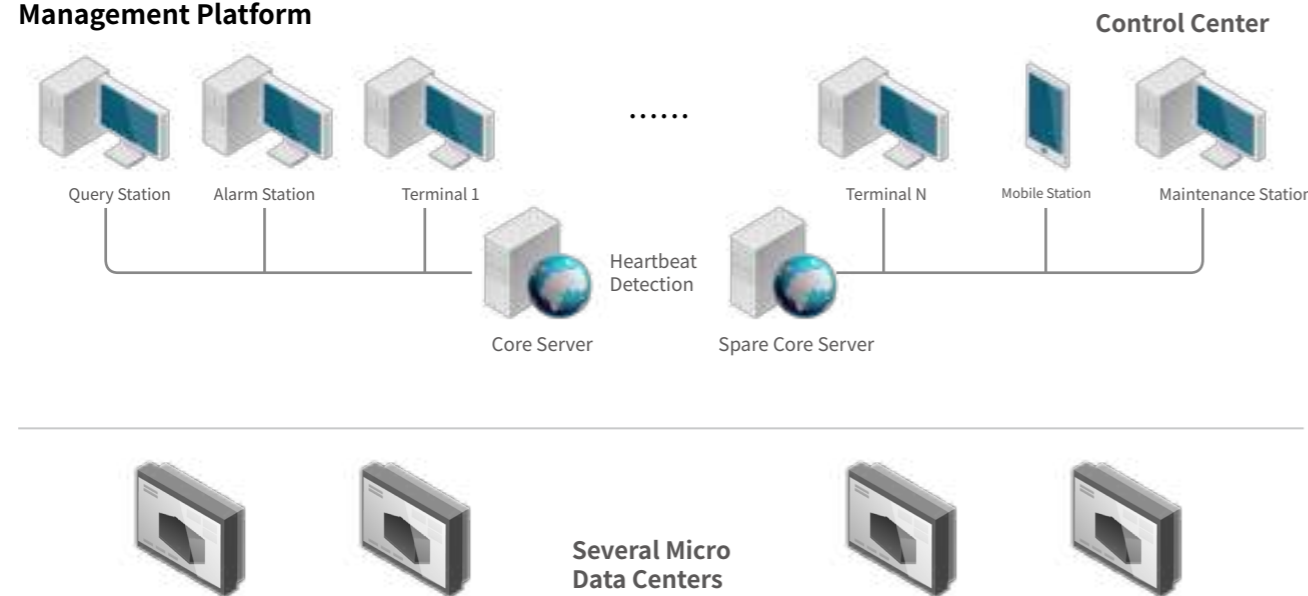 Management Platform
Control Center
......
Query Station
Alarm Station
Terminal 1
Terminal N
Mobile Station
Maintenance Station
Heartbeat
Detection
Core Server
Spare Core Server
Several Micro
Data Centers